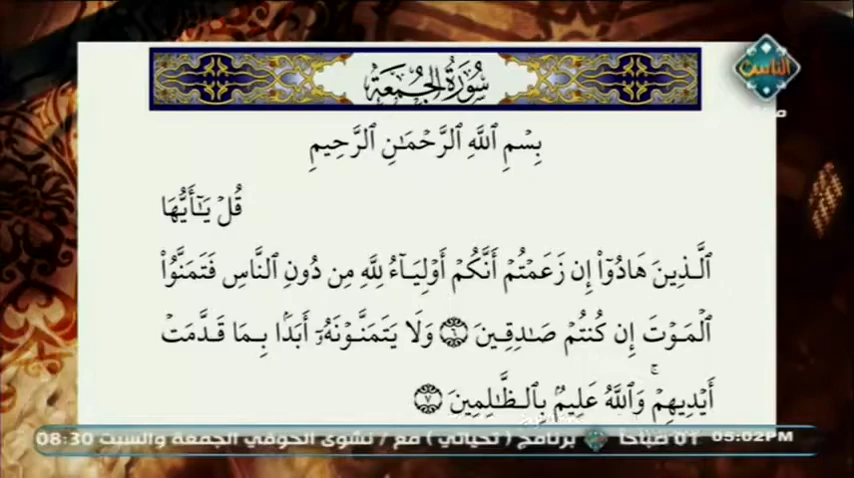 سُورَةُ الجُمُعَةِ
الناس
بِسْمِ ٱللَّهِ ٱلرَّحْمَـٰنِ ٱلرَّحِيمِ
قُلْ يَـٰٓأَيُّهَا
ٱلَّذِينَ هَادُوٓا۟ إِن زَعَمْتُمْ أَنَّكُمْ أَوْلِيَآءُ لِلَّهِ مِن دُونِ ٱلنَّاسِ فَتَمَنَّوُا۟
ٱلْمَوْتَ إِن كُنتُمْ صَـٰدِقِينَ ٦ وَلَا يَتَمَنَّوْنَهُۥٓ أَبَدًۢا بِمَا قَدَّمَتْ
أَيْدِيهِمْ ۚ وَٱللَّهُ عَلِيمٌۢ بِٱلظَّـٰلِمِينَ ٧
05:02PM 01 صباحاً برنامج ( تحياتي ) مع / نشوى الحوفي الجمعة والسبت 08:30